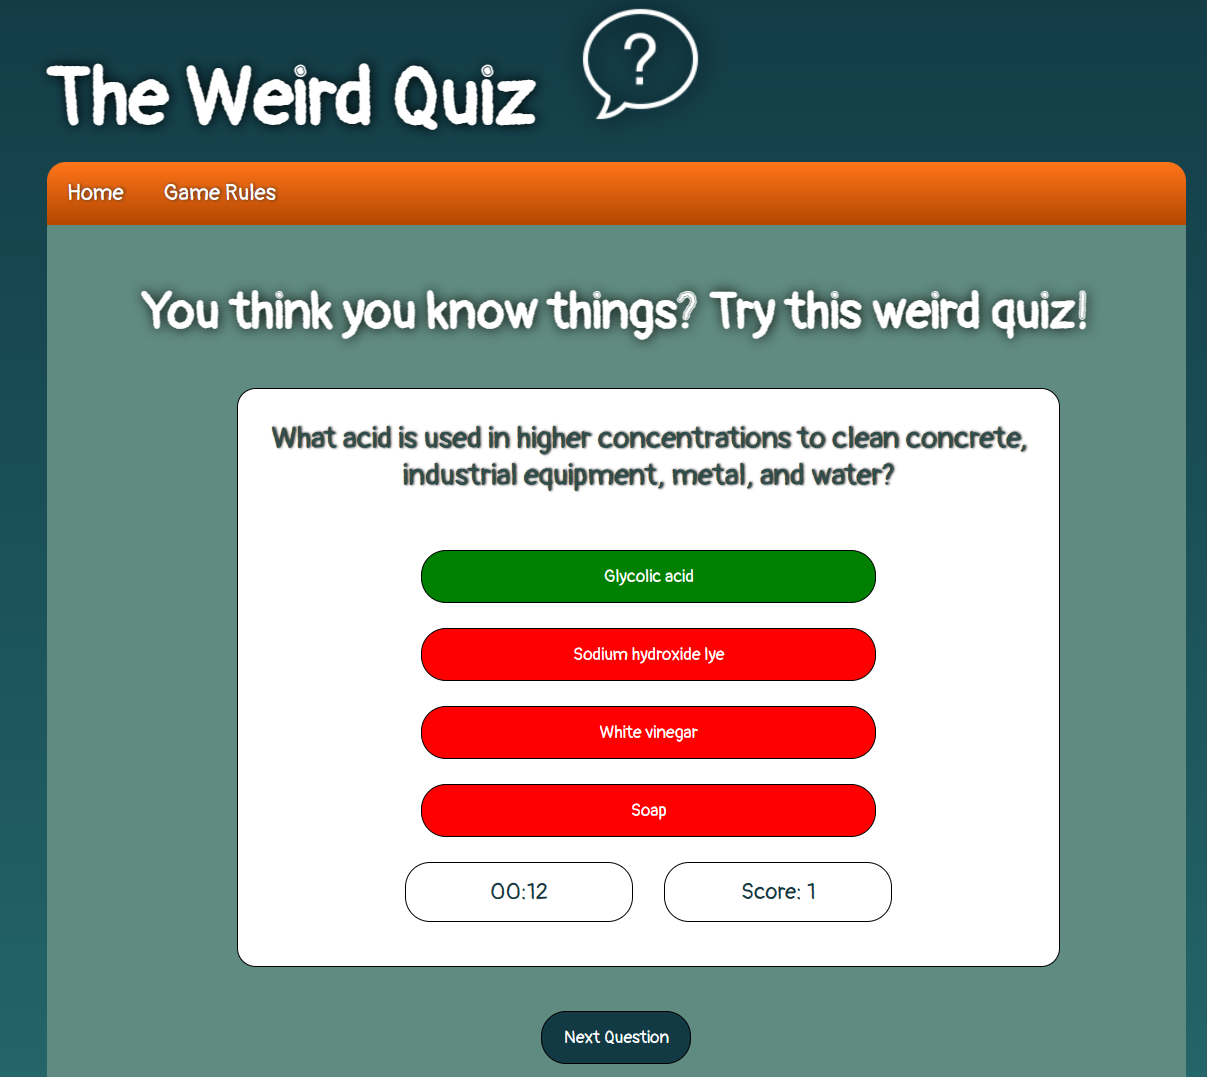 The Weird Quiz
?
Home
Game Rules
You think you know things? Try this weird quiz!
What acid is used in higher concentrations to clean concrete,
industrial equipment, metal, and water?
Glycolic acid
Sodium hydroxide lye
White vinegar
Soap
00:12
Score: 1
Next Question